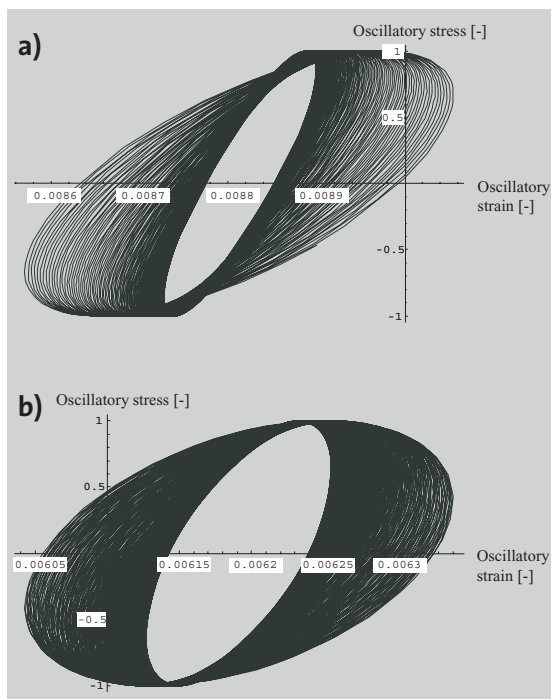 a)
Oscillatory stress [-]
1
0.5
0.0086 0.0087 0.0088 0.0089
Oscillatory
strain [-]
-0.5
-1
b)
Oscillatory stress [-]
1
0.5
0.00605 0.00615 0.0062 0.00625 0.0063
Oscillatory
strain [-]
-0.5
-1